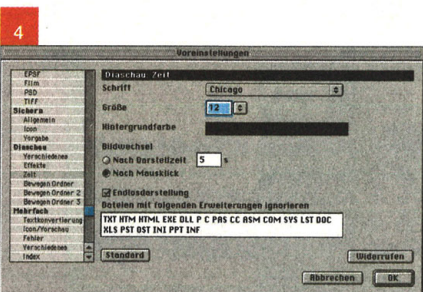 4
Voreinstellungen
EPSF
Film
PSD
TIFF
Sichern
Allgemein
Icon
Vorgabe
Diaschau
Verschiedenes
Effekte
Zeit
Bewegen Ordner
Bewegen Ordner 2
Bewegen Ordner 3
Mehrfach
Textkonvertierung
Icon/Vorschau
Fehler
Verschiedenes
Index
Diaschau Zeit
Schrift Chicago
Größe 12
Hintergrundfarbe
Bildwechsel
Nach Darstellzeit 5 s
Nach Mausklick
Endlosdarstellung
Dateien mit folgenden Erweiterungen ignorieren
TXT HTM HTML EXE DLL P C PAS CC ASM COM SYS LST DOC
XLS PST OST INI PPT INF
Standard Widerrufen
Abbrechen OK